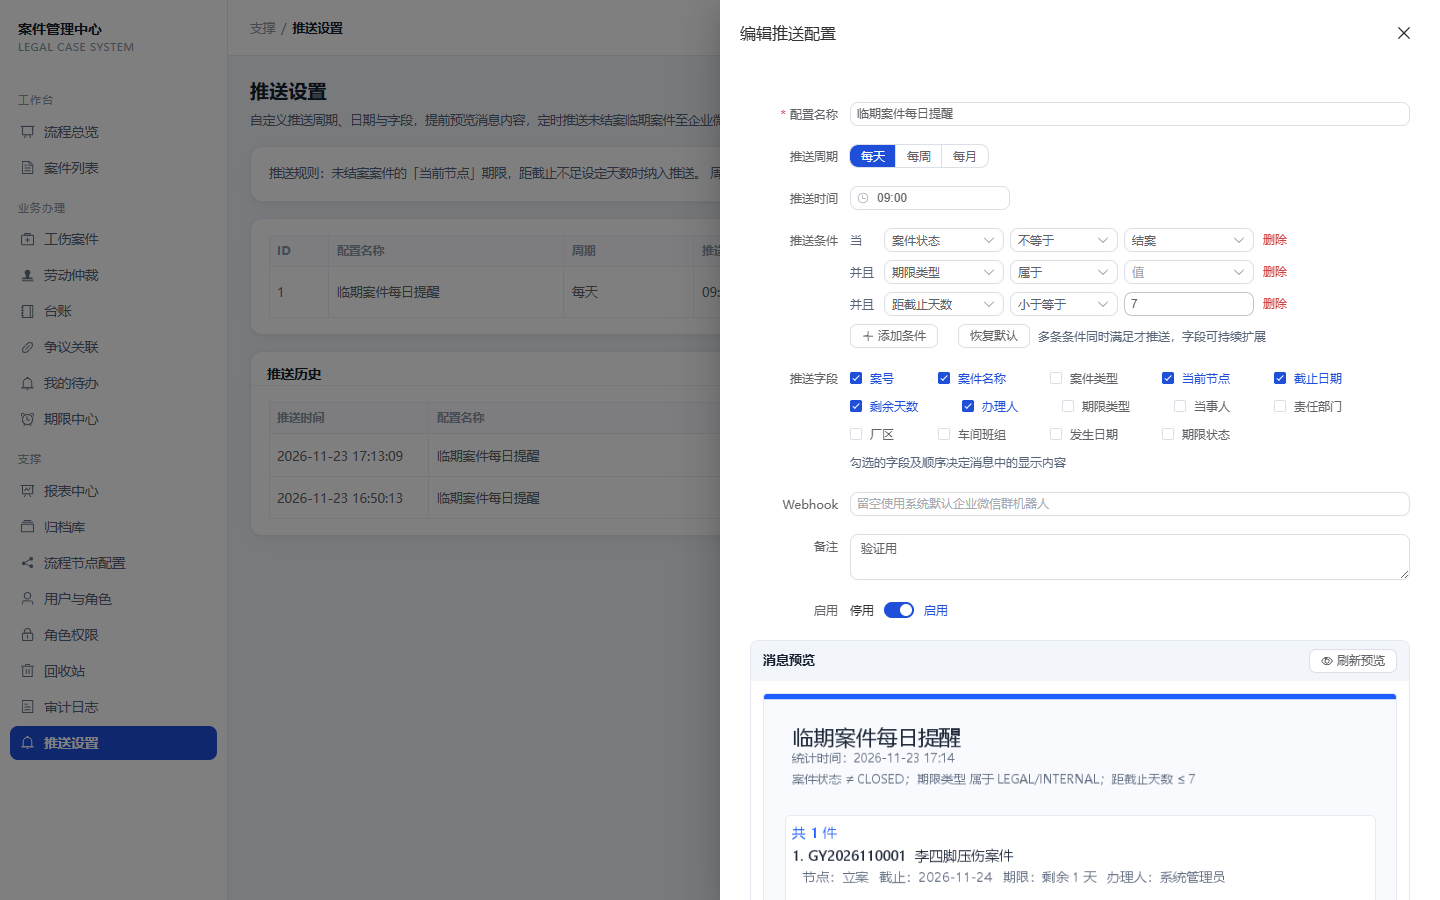 案件管理中心
LEGAL CASE SYSTEM
工作台
流程总览
案件列表
业务办理
工伤案件
劳动仲裁
台账
争议关联
我的待办
期限中心
支撑
报表中心
归档库
流程节点配置
用户与角色
角色权限
回收站
审计日志
推送设置
支撑 / 推送设置
推送设置
自定义推送周期、日期与字段，提前预览消息内容，定时推送未结案临期案件至企业微
推送规则：未结案案件的「当前节点」期限，距截止不足设定天数时纳入推送。 周
ID 配置名称 周期 推送
1 临期案件每日提醒 每天 09:
推送历史
推送时间 配置名称
2026-11-23 17:13:09 临期案件每日提醒
2026-11-23 16:50:13 临期案件每日提醒
编辑推送配置
* 配置名称 临期案件每日提醒
推送周期 每天 每周 每月
推送时间 09:00
推送条件 当 案件状态 不等于 结案 删除
并且 期限类型 属于 值 删除
并且 距截止天数 小于等于 7 删除
添加条件 恢复默认 多条条件同时满足才推送，字段可持续扩展
推送字段 案号 案件名称 案件类型 当前节点 截止日期
剩余天数 办理人 期限类型 当事人 责任部门
厂区 车间班组 发生日期 期限状态
勾选的字段及顺序决定消息中的显示内容
Webhook 留空使用系统默认企业微信群机器人
备注 验证用
启用 停用 启用
消息预览 刷新预览
临期案件每日提醒
统计时间：2026-11-23 17:14
案件状态 ≠ CLOSED；期限类型 属于 LEGAL/INTERNAL；距截止天数 ≤ 7
共 1 件
1. GY2026110001 李四脚压伤案件
节点：立案 截止：2026-11-24 期限：剩余 1 天 办理人：系统管理员